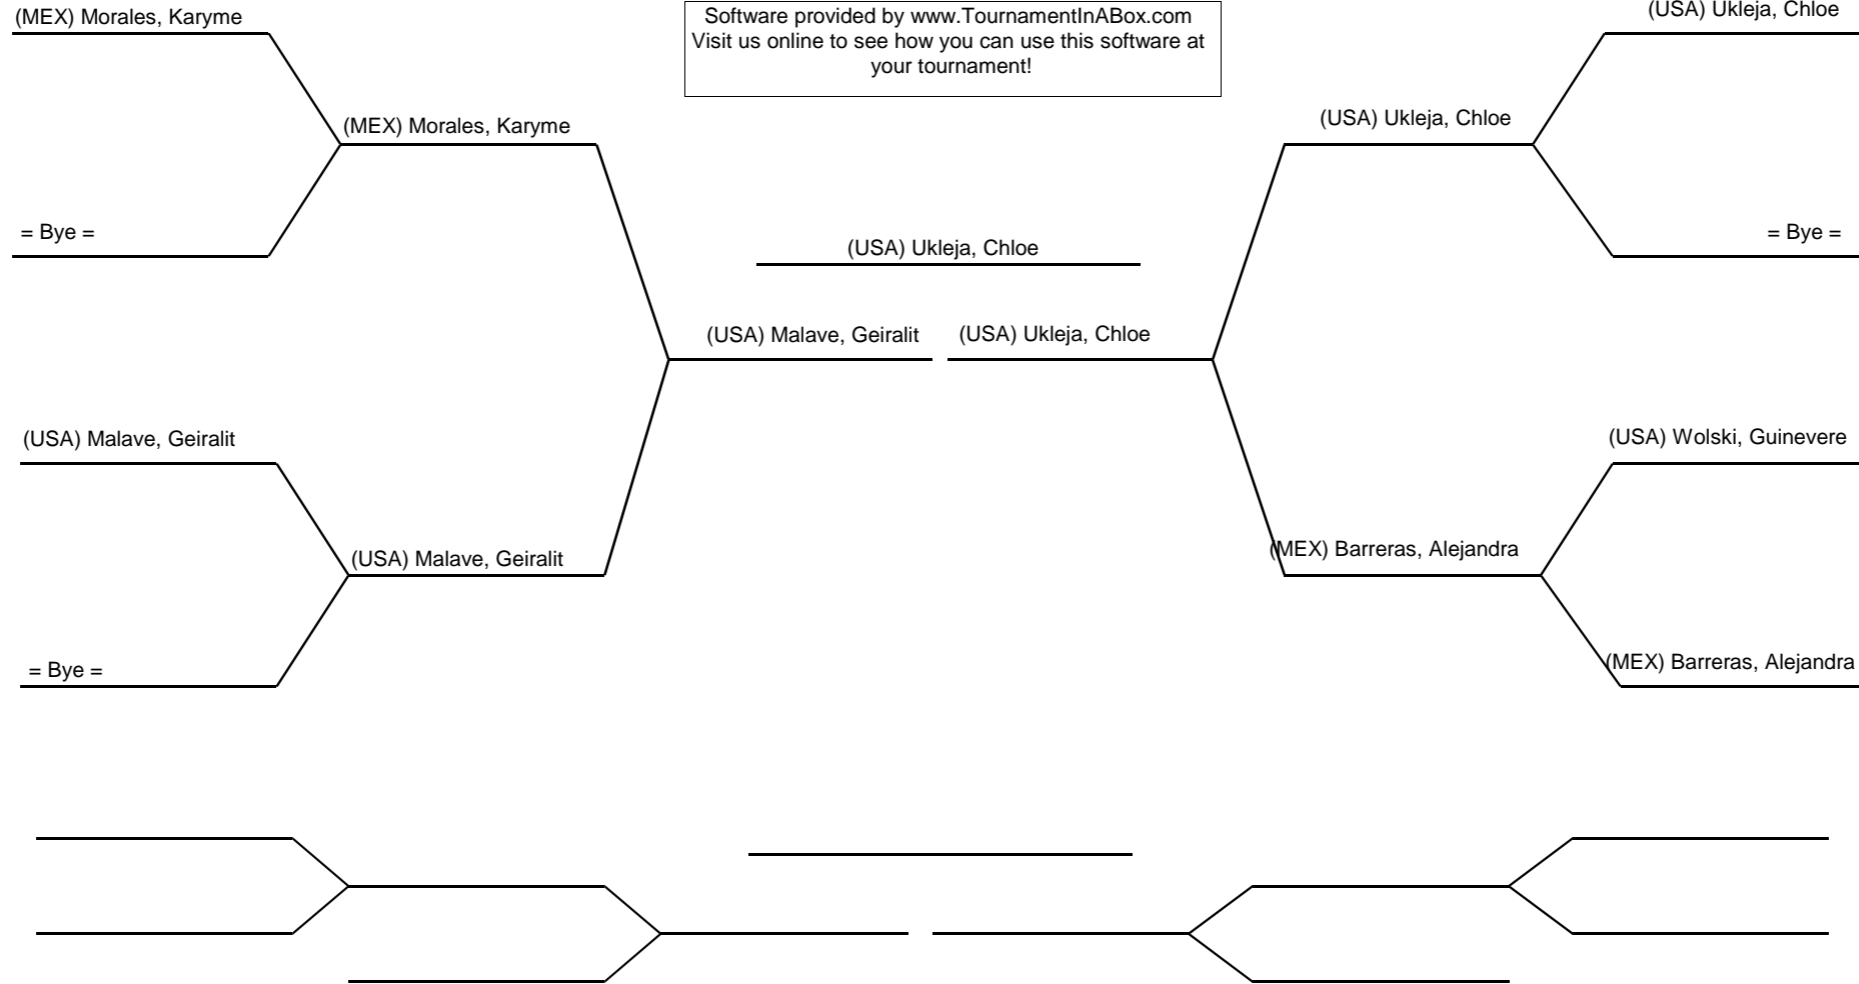 (MEX) Morales, Karyme
Software provided by www.TournamentInABox.com
Visit us online to see how you can use this software at
your tournament!
(USA) Ukleja, Chloe
(MEX) Morales, Karyme
(USA) Ukleja, Chloe
= Bye =
(USA) Ukleja, Chloe
= Bye =
(USA) Malave, Geiralit
(USA) Ukleja, Chloe
(USA) Malave, Geiralit
(USA) Wolski, Guinevere
(USA) Malave, Geiralit
(MEX) Barreras, Alejandra
= Bye =
(MEX) Barreras, Alejandra